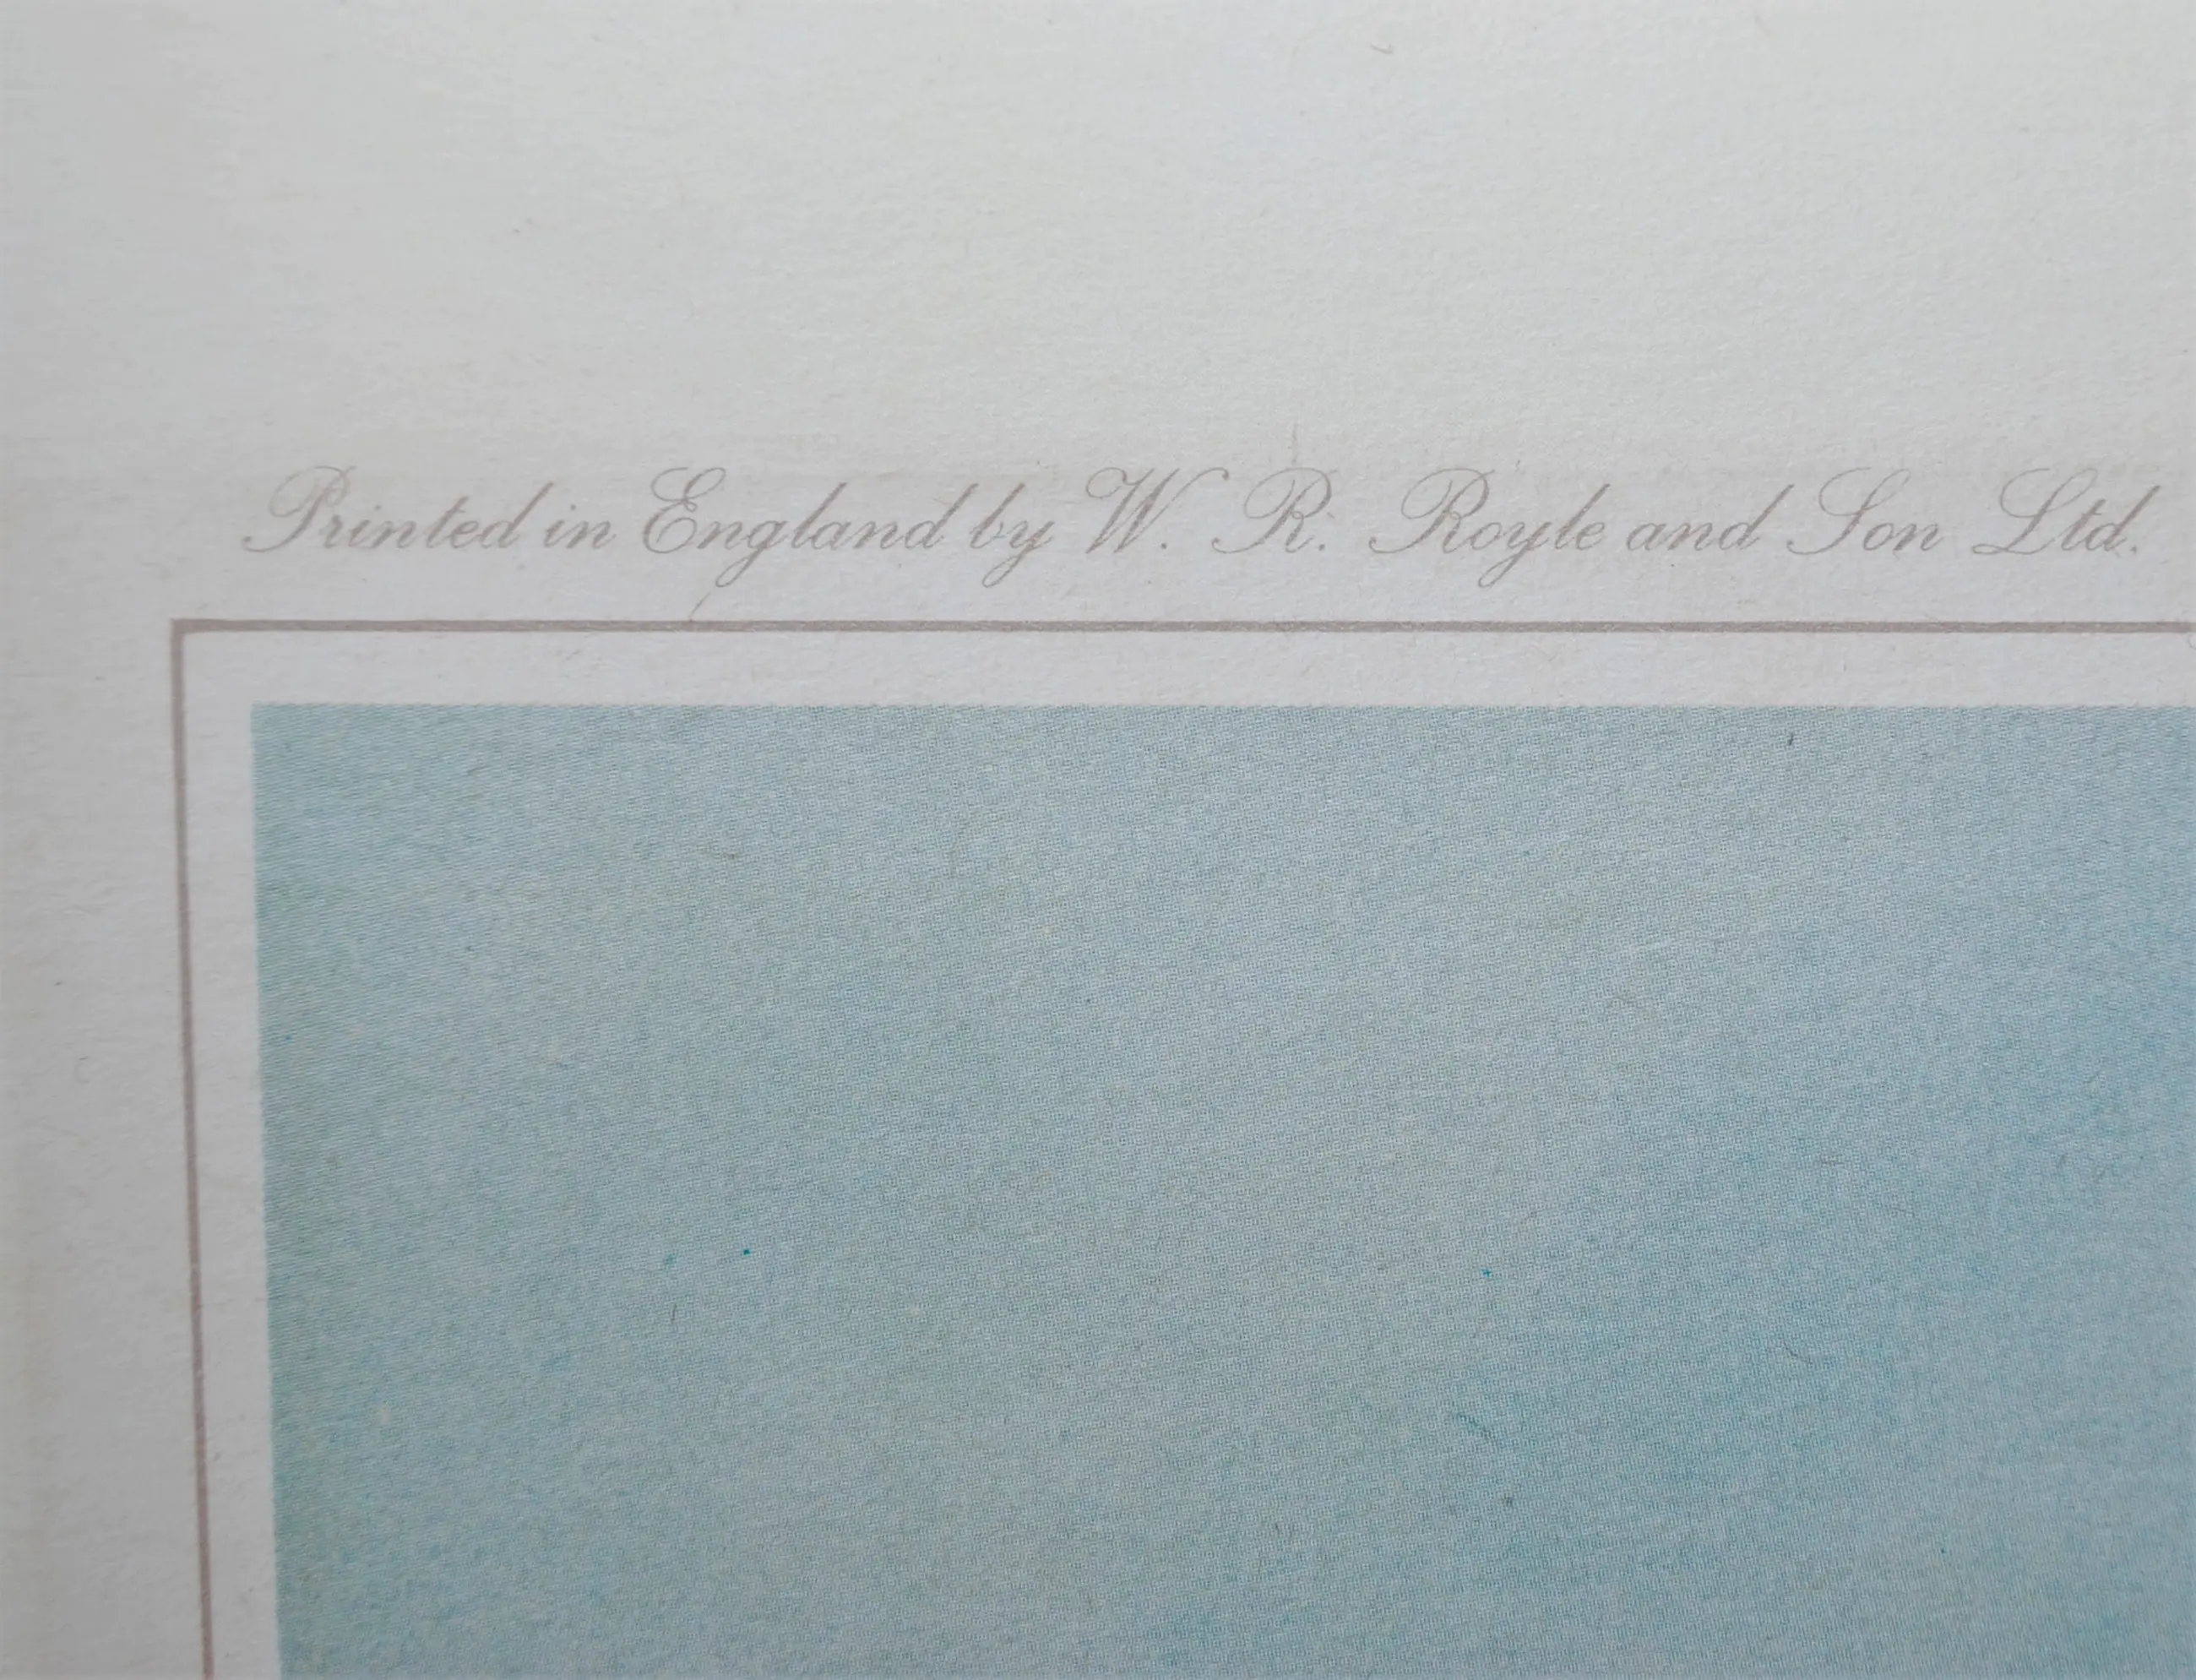 Printed in England by W. R. Royle and Son Ltd.